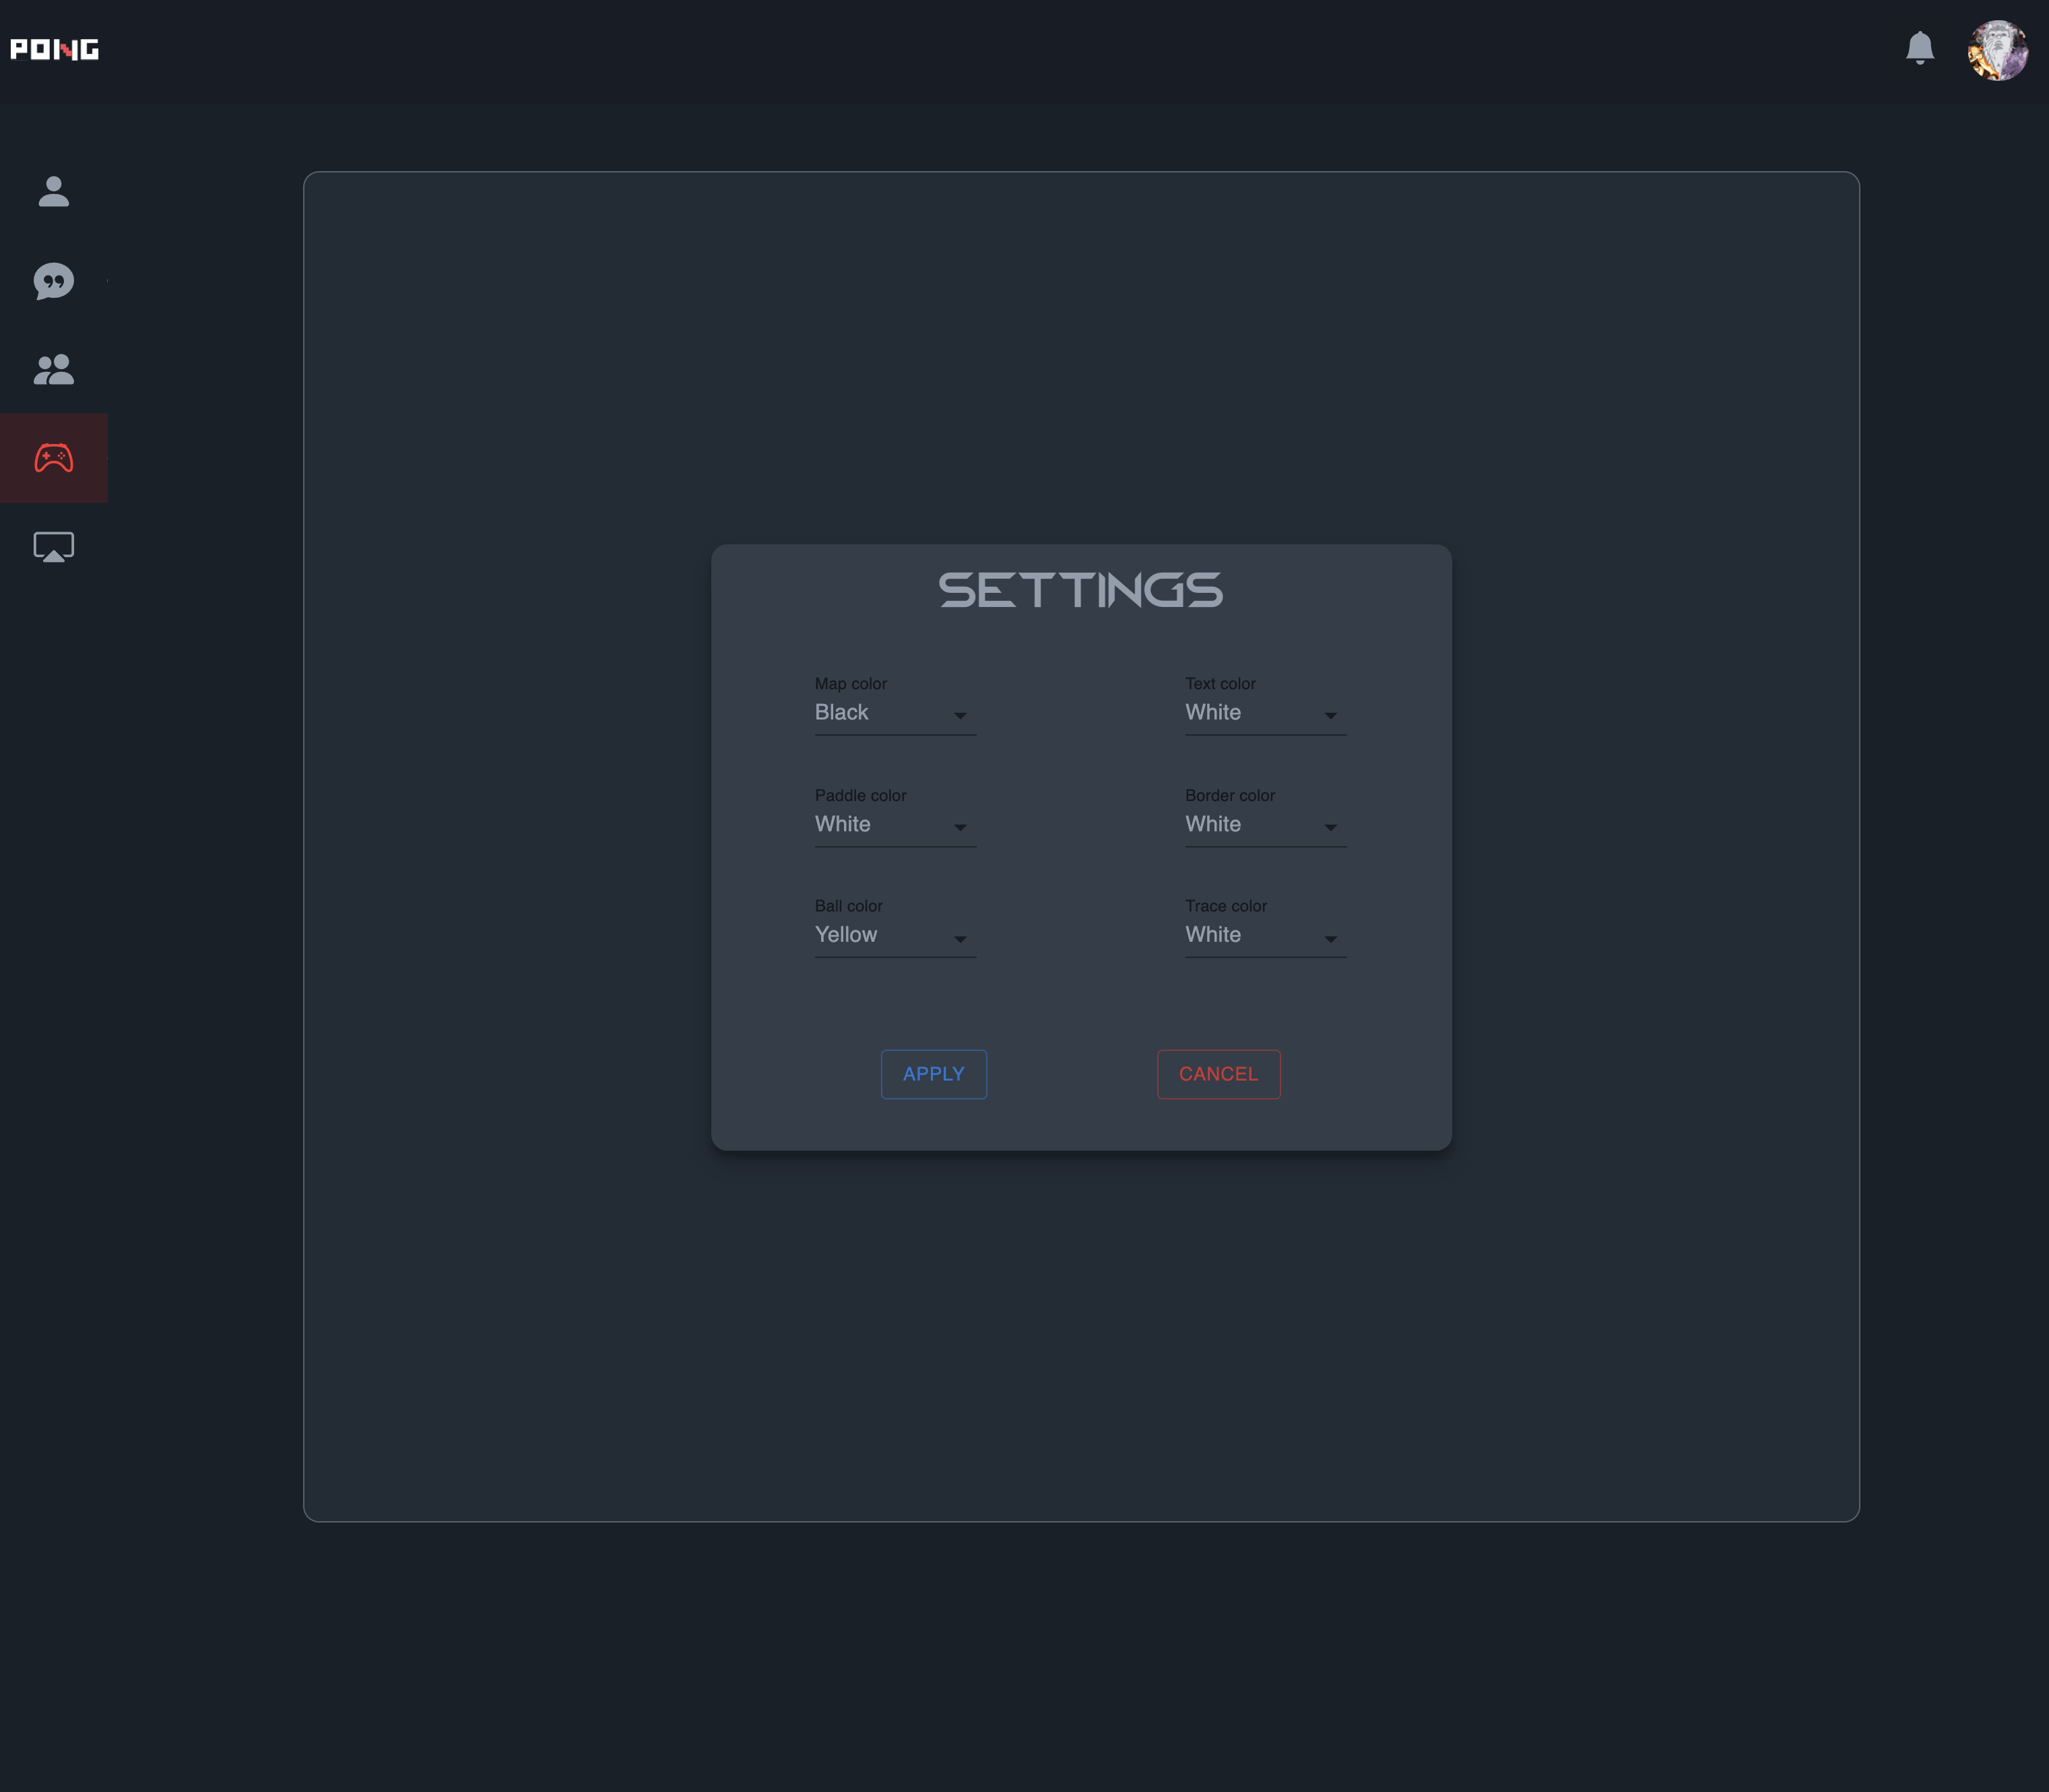 PONG
SETTINGS
Map color
Black
Text color
White
Paddle color
White
Border color
White
Ball color
Yellow
Trace color
White
APPLY
CANCEL